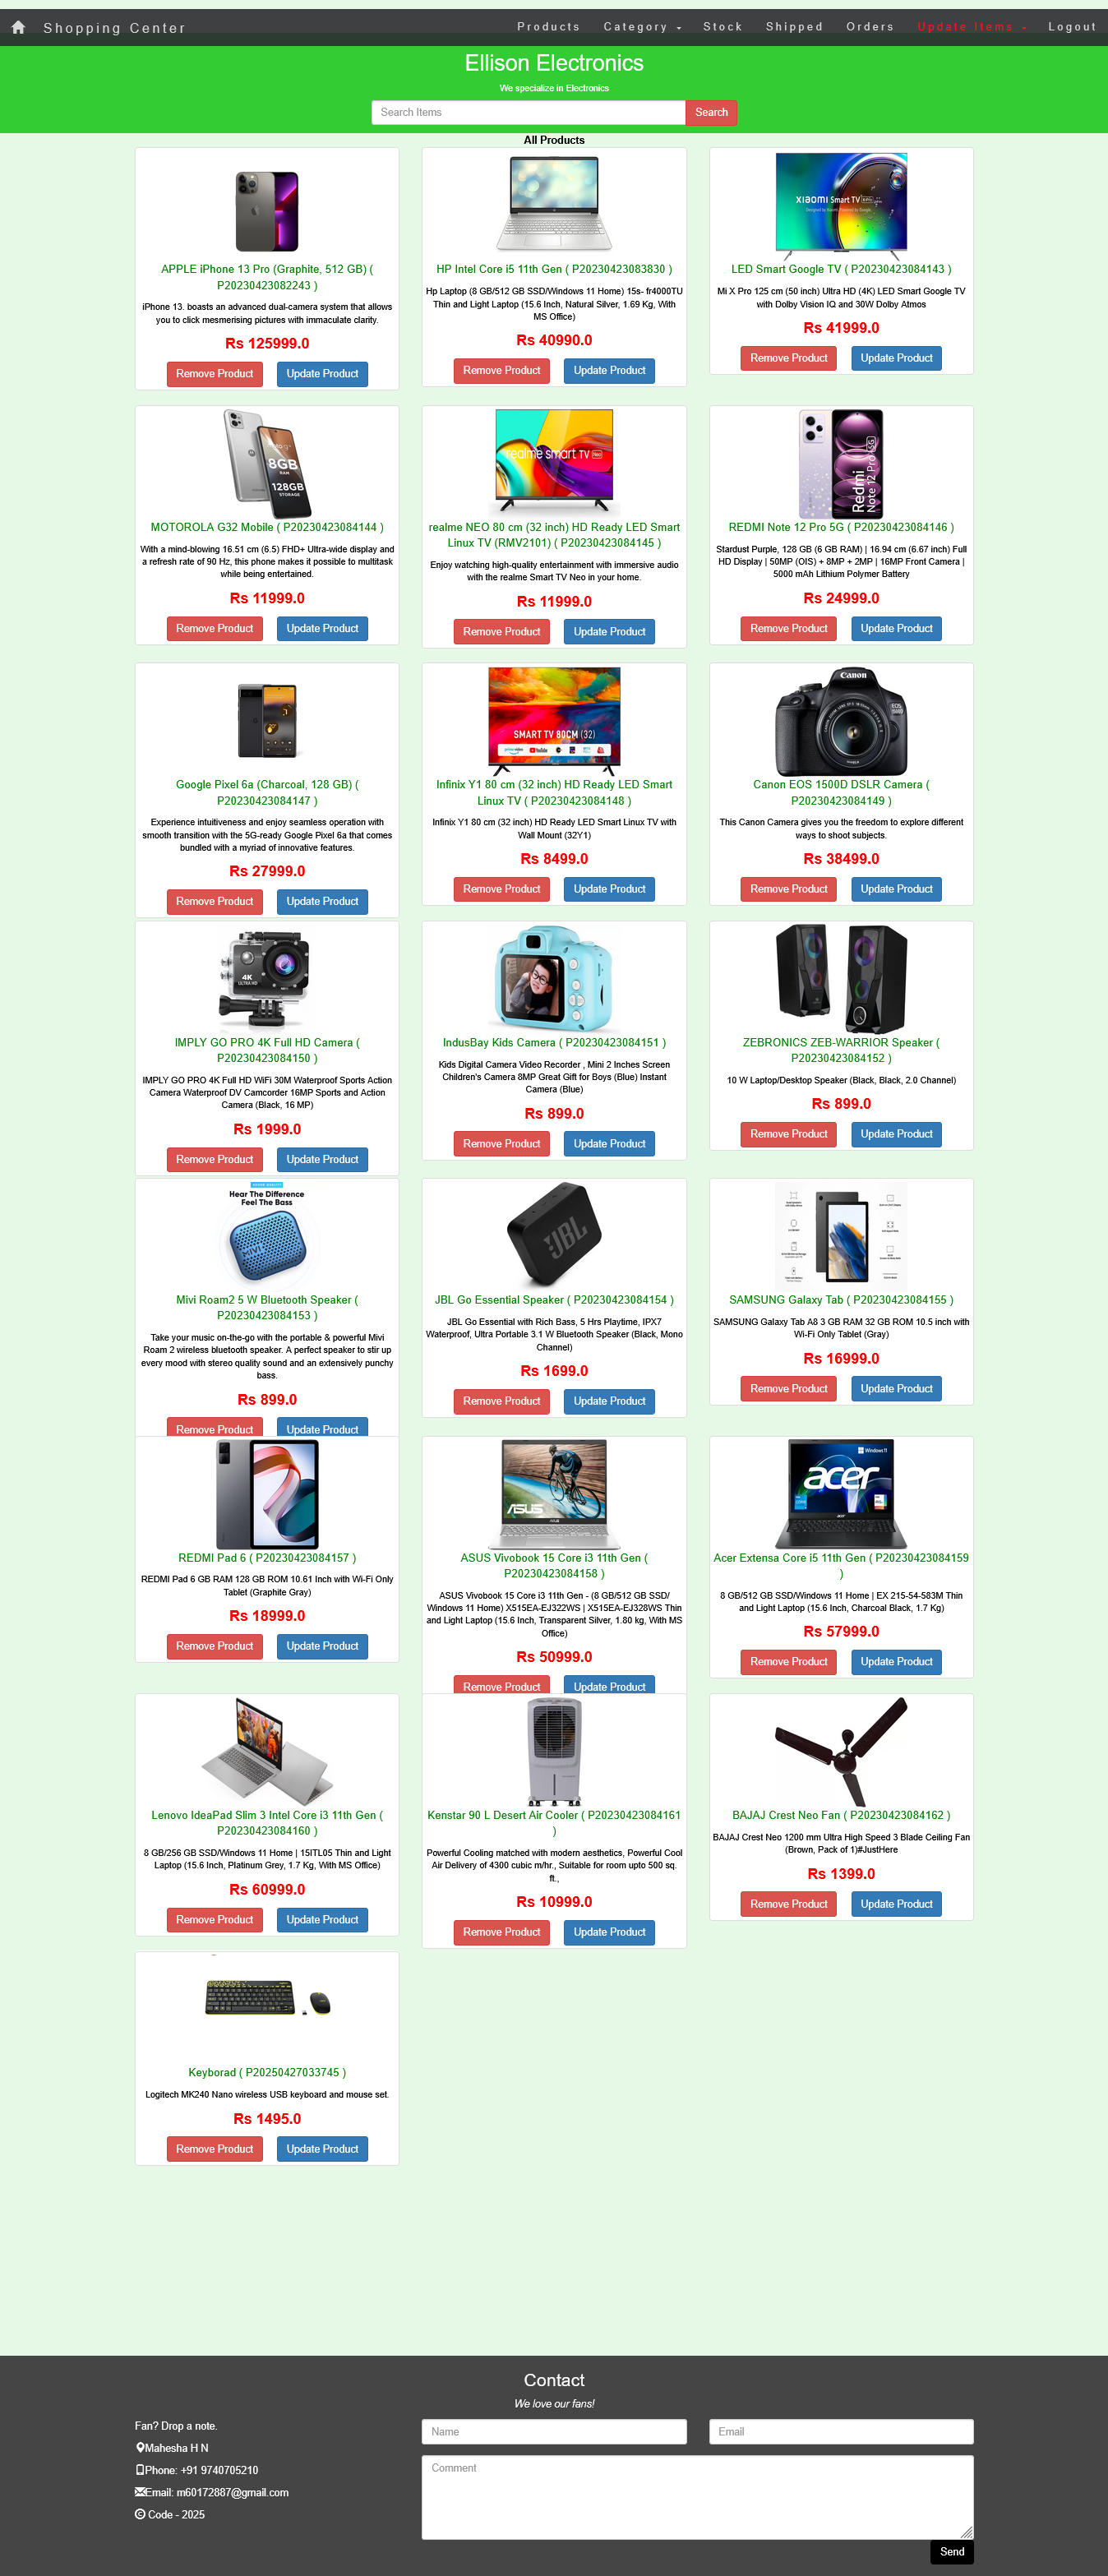 Shopping Center
Products Category Stock Shipped Orders Update Items Logout
Ellison Electronics
We specialize in Electronics
Search Items Search
All Products
APPLE iPhone 13 Pro (Graphite, 512 GB) (
P20230423082243 )
iPhone 13. boasts an advanced dual-camera system that allows
you to click mesmerising pictures with immaculate clarity.
Rs 125999.0
Remove Product Update Product
HP Intel Core i5 11th Gen ( P20230423083830 )
Hp Laptop (8 GB/512 GB SSD/Windows 11 Home) 15s- fr4000TU
Thin and Light Laptop (15.6 Inch, Natural Silver, 1.69 Kg, With
MS Office)
Rs 40990.0
Remove Product Update Product
xiaomi Smart TV
LED Smart Google TV ( P20230423084143 )
Mi X Pro 125 cm (50 inch) Ultra HD (4K) LED Smart Google TV
with Dolby Vision IQ and 30W Dolby Atmos
Rs 41999.0
Remove Product Update Product
8GB
RAM
128GB
STORAGE
MOTOROLA G32 Mobile ( P20230423084144 )
With a mind-blowing 16.51 cm (6.5) FHD+ Ultra-wide display and
a refresh rate of 90 Hz, this phone makes it possible to multitask
while being entertained.
Rs 11999.0
Remove Product Update Product
realme smart TV Neo
realme NEO 80 cm (32 inch) HD Ready LED Smart
Linux TV (RMV2101) ( P20230423084145 )
Enjoy watching high-quality entertainment with immersive audio
with the realme Smart TV Neo in your home.
Rs 11999.0
Remove Product Update Product
Redmi
Note 12 Pro 5G
REDMI Note 12 Pro 5G ( P20230423084146 )
Stardust Purple, 128 GB (6 GB RAM) | 16.94 cm (6.67 inch) Full
HD Display | 50MP (OIS) + 8MP + 2MP | 16MP Front Camera |
5000 mAh Lithium Polymer Battery
Rs 24999.0
Remove Product Update Product
Google Pixel 6a (Charcoal, 128 GB) (
P20230423084147 )
Experience intuitiveness and enjoy seamless operation with
smooth transition with the 5G-ready Google Pixel 6a that comes
bundled with a myriad of innovative features.
Rs 27999.0
Remove Product Update Product
SMART TV 80CM (32)
Infinix Y1 80 cm (32 inch) HD Ready LED Smart
Linux TV ( P20230423084148 )
Infinix Y1 80 cm (32 inch) HD Ready LED Smart Linux TV with
Wall Mount (32Y1)
Rs 8499.0
Remove Product Update Product
Canon
EOS
Canon EOS 1500D DSLR Camera (
P20230423084149 )
This Canon Camera gives you the freedom to explore different
ways to shoot subjects.
Rs 38499.0
Remove Product Update Product
4K
ULTRA HD
IMPLY GO PRO 4K Full HD Camera (
P20230423084150 )
IMPLY GO PRO 4K Full HD WiFi 30M Waterproof Sports Action
Camera Waterproof DV Camcorder 16MP Sports and Action
Camera (Black, 16 MP)
Rs 1999.0
Remove Product Update Product
IndusBay Kids Camera ( P20230423084151 )
Kids Digital Camera Video Recorder , Mini 2 Inches Screen
Children's Camera 8MP Great Gift for Boys (Blue) Instant
Camera (Blue)
Rs 899.0
Remove Product Update Product
ZEBRONICS ZEB-WARRIOR Speaker (
P20230423084152 )
10 W Laptop/Desktop Speaker (Black, Black, 2.0 Channel)
Rs 899.0
Remove Product Update Product
Hear The Difference
Feel The Bass
MIVI
Mivi Roam2 5 W Bluetooth Speaker (
P20230423084153 )
Take your music on-the-go with the portable & powerful Mivi
Roam 2 wireless bluetooth speaker. A perfect speaker to stir up
every mood with stereo quality sound and an extensively punchy
bass.
Rs 899.0
Remove Product Update Product
JBL
JBL Go Essential Speaker ( P20230423084154 )
JBL Go Essential with Rich Bass, 5 Hrs Playtime, IPX7
Waterproof, Ultra Portable 3.1 W Bluetooth Speaker (Black, Mono
Channel)
Rs 1699.0
Remove Product Update Product
SAMSUNG Galaxy Tab ( P20230423084155 )
SAMSUNG Galaxy Tab A8 3 GB RAM 32 GB ROM 10.5 inch with
Wi-Fi Only Tablet (Gray)
Rs 16999.0
Remove Product Update Product
REDMI Pad 6 ( P20230423084157 )
REDMI Pad 6 GB RAM 128 GB ROM 10.61 Inch with Wi-Fi Only
Tablet (Graphite Gray)
Rs 18999.0
Remove Product Update Product
ASUS
ASUS Vivobook 15 Core i3 11th Gen (
P20230423084158 )
ASUS Vivobook 15 Core i3 11th Gen - (8 GB/512 GB SSD/
Windows 11 Home) X515EA-EJ322WS | X515EA-EJ328WS Thin
and Light Laptop (15.6 Inch, Transparent Silver, 1.80 kg, With MS
Office)
Rs 50999.0
Remove Product Update Product
Windows 11
acer
Acer Extensa Core i5 11th Gen ( P20230423084159
)
8 GB/512 GB SSD/Windows 11 Home | EX 215-54-583M Thin
and Light Laptop (15.6 Inch, Charcoal Black, 1.7 Kg)
Rs 57999.0
Remove Product Update Product
Lenovo IdeaPad Slim 3 Intel Core i3 11th Gen (
P20230423084160 )
8 GB/256 GB SSD/Windows 11 Home | 15ITL05 Thin and Light
Laptop (15.6 Inch, Platinum Grey, 1.7 Kg, With MS Office)
Rs 60999.0
Remove Product Update Product
Kenstar 90 L Desert Air Cooler ( P20230423084161
)
Powerful Cooling matched with modern aesthetics, Powerful Cool
Air Delivery of 4300 cubic m/hr., Suitable for room upto 500 sq.
ft.,
Rs 10999.0
Remove Product Update Product
BAJAJ Crest Neo Fan ( P20230423084162 )
BAJAJ Crest Neo 1200 mm Ultra High Speed 3 Blade Ceiling Fan
(Brown, Pack of 1)#JustHere
Rs 1399.0
Remove Product Update Product
Keyborad ( P20250427033745 )
Logitech MK240 Nano wireless USB keyboard and mouse set.
Rs 1495.0
Remove Product Update Product
Contact
We love our fans!
Fan? Drop a note.
Mahesha H N
Phone: +91 9740705210
Email: m60172887@gmail.com
© Code - 2025
Name
Email
Comment
Send